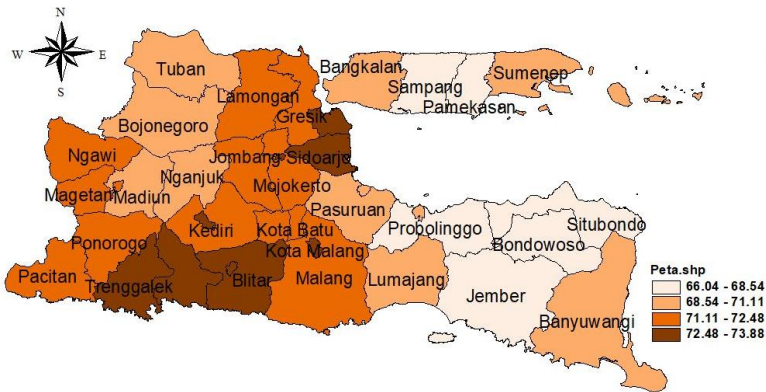 N
W E
S
Tuban
Bangkalan
Sampang
Pamekasan
Sumenep
Lamongan
Gresik
Bojonegoro
Ngawi
Jombang
Sidoarjo
Magetan
Madiun
Nganjuk
Mojokerto
Pasuruan
Probolinggo
Situbondo
Bondowoso
Ponorogo
Kediri
Kota Batu
Kota Malang
Pacitan
Trenggalek
Blitar
Malang
Lumajang
Jember
Banyuwangi
Peta.shp
66.04 - 68.54
68.54 - 71.11
71.11 - 72.48
72.48 - 73.88